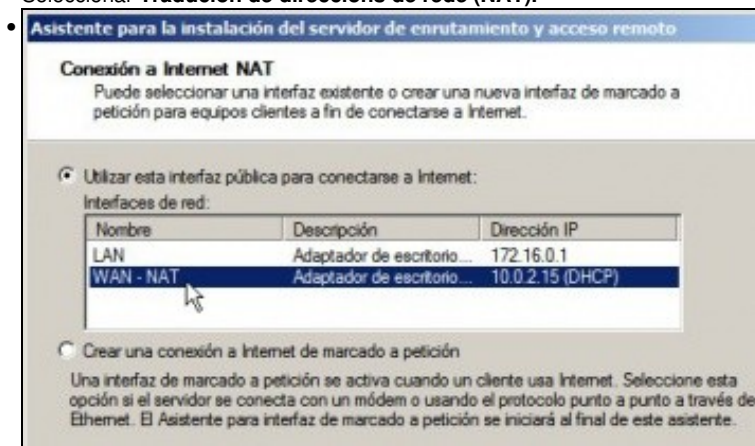 Seleccionar Tradución de direccións de rede (NAT).
Asistente para la instalación del servidor de enrutamiento y acceso remoto
Conexión a Internet NAT
Puede seleccionar una interfaz existente o crear una nueva interfaz de marcado a
petición para equipos clientes a fin de conectarse a Internet.
Utilizar esta interfaz pública para conectarse a Internet:
Interfaces de red:
Nombre Descripción Dirección IP
LAN Adaptador de escritorio... 172.16.0.1
WAN - NAT Adaptador de escritorio... 10.0.2.15 (DHCP)
Crear una conexión a Internet de marcado a petición
Una interfaz de marcado a petición se activa cuando un cliente usa Internet. Seleccione esta
opción si el servidor se conecta con un módem o usando el protocolo punto a punto a través de
Ethernet. El Asistente para interfaz de marcado a petición se iniciará al final de este asistente.